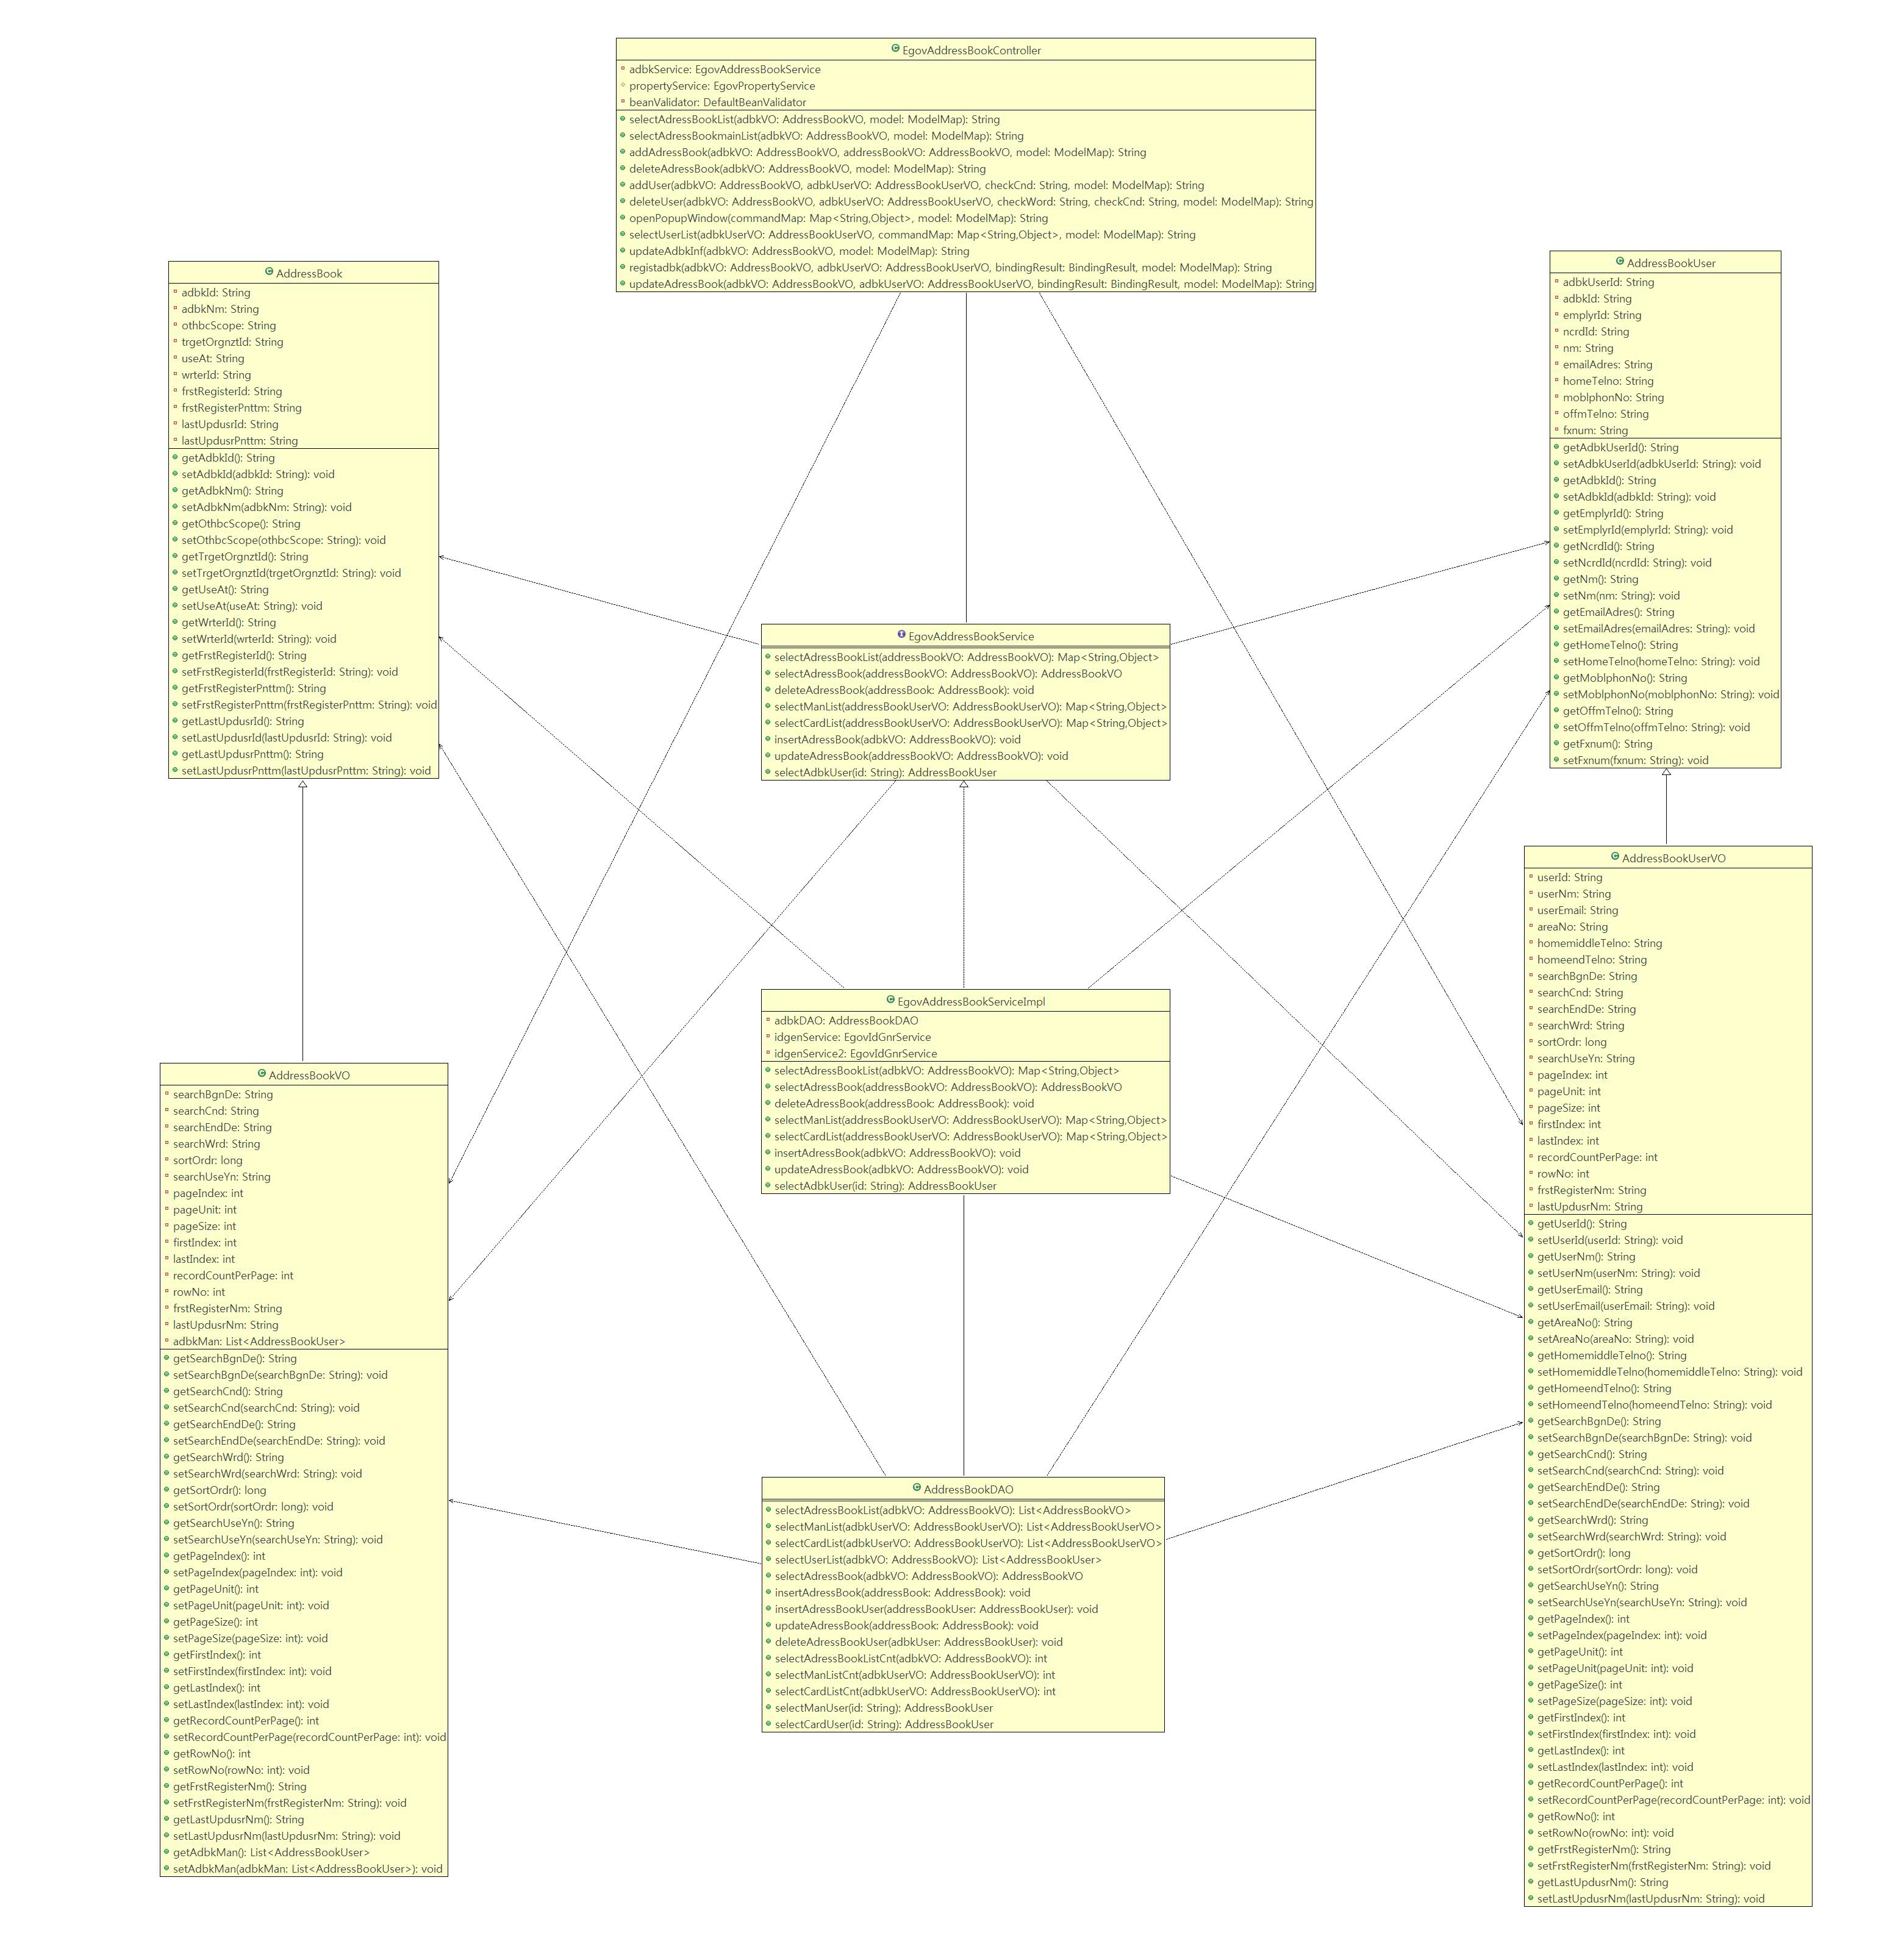 EgovAddressBookController
adbkService: EgovAddressBookService
propertyService: EgovPropertyService
beanValidator: DefaultBeanValidator
selectAdressBookList(adbkVO: AddressBookVO, model: ModelMap): String
selectAdressBookmainList(adbkVO: AddressBookVO, model: ModelMap): String
addAdressBook(adbkVO: AddressBookVO, addressBookVO: AddressBookVO, model: ModelMap): String
deleteAdressBook(adbkVO: AddressBookVO, model: ModelMap): String
addUser(adbkVO: AddressBookVO, adbkUserVO: AddressBookUserVO, checkCnd: String, model: ModelMap): String
deleteUser(adbkVO: AddressBookVO, adbkUserVO: AddressBookUserVO, checkWord: String, checkCnd: String, model: ModelMap): String
openPopupWindow(commandMap: Map<String,Object>, model: ModelMap): String
selectUserList(adbkUserVO: AddressBookUserVO, commandMap: Map<String,Object>, model: ModelMap): String
updateAdbkInf(adbkVO: AddressBookVO, model: ModelMap): String
registadbk(adbkVO: AddressBookVO, adbkUserVO: AddressBookUserVO, bindingResult: BindingResult, model: ModelMap): String
updateAdressBook(adbkVO: AddressBookVO, adbkUserVO: AddressBookUserVO, bindingResult: BindingResult, model: ModelMap): String
AddressBook
adbkId: String
adbkNm: String
othbcScope: String
trgetOrgnztId: String
useAt: String
wrterId: String
frstRegisterId: String
frstRegisterPnttm: String
lastUpdusrId: String
lastUpdusrPnttm: String
getAdbkId(): String
setAdbkId(adbkId: String): void
getAdbkNm(): String
setAdbkNm(adbkNm: String): void
getOthbcScope(): String
setOthbcScope(othbcScope: String): void
getTrgetOrgnztId(): String
setTrgetOrgnztId(trgetOrgnztId: String): void
getUseAt(): String
setUseAt(useAt: String): void
getWrterId(): String
setWrterId(wrterId: String): void
getFrstRegisterId(): String
setFrstRegisterId(frstRegisterId: String): void
getFrstRegisterPnttm(): String
setFrstRegisterPnttm(frstRegisterPnttm: String): void
getLastUpdusrId(): String
setLastUpdusrId(lastUpdusrId: String): void
getLastUpdusrPnttm(): String
setLastUpdusrPnttm(lastUpdusrPnttm: String): void
AddressBookUser
adbkUserId: String
adbkId: String
emplyrId: String
ncrdId: String
nm: String
emailAdres: String
homeTelno: String
moblphonNo: String
offmTelno: String
fxnum: String
getAdbkUserId(): String
setAdbkUserId(adbkUserId: String): void
getAdbkId(): String
setAdbkId(adbkId: String): void
getEmplyrId(): String
setEmplyrId(emplyrId: String): void
getNcrdId(): String
setNcrdId(ncrdId: String): void
getNm(): String
setNm(nm: String): void
getEmailAdres(): String
setEmailAdres(emailAdres: String): void
getHomeTelno(): String
setHomeTelno(homeTelno: String): void
getMoblphonNo(): String
setMoblphonNo(moblphonNo: String): void
getOffmTelno(): String
setOffmTelno(offmTelno: String): void
getFxnum(): String
setFxnum(fxnum: String): void
EgovAddressBookService
selectAdressBookList(addressBookVO: AddressBookVO): Map<String,Object>
selectAdressBook(addressBookVO: AddressBookVO): AddressBookVO
deleteAdressBook(addressBook: AddressBook): void
selectManList(addressBookUserVO: AddressBookUserVO): Map<String,Object>
selectCardList(addressBookUserVO: AddressBookUserVO): Map<String,Object>
insertAdressBook(adbkVO: AddressBookVO): void
updateAdressBook(addressBookVO: AddressBookVO): void
selectAdbkUser(id: String): AddressBookUser
EgovAddressBookServiceImpl
adbkDAO: AddressBookDAO
idgenService: EgovIdGnrService
idgenService2: EgovIdGnrService
selectAdressBookList(adbkVO: AddressBookVO): Map<String,Object>
selectAdressBook(addressBookVO: AddressBookVO): AddressBookVO
deleteAdressBook(addressBook: AddressBook): void
selectManList(addressBookUserVO: AddressBookUserVO): Map<String,Object>
selectCardList(addressBookUserVO: AddressBookUserVO): Map<String,Object>
insertAdressBook(adbkVO: AddressBookVO): void
updateAdressBook(adbkVO: AddressBookVO): void
selectAdbkUser(id: String): AddressBookUser
AddressBookVO
searchBgnDe: String
searchCnd: String
searchEndDe: String
searchWrd: String
sortOrdr: long
searchUseYn: String
pageIndex: int
pageUnit: int
pageSize: int
firstIndex: int
lastIndex: int
recordCountPerPage: int
rowNo: int
frstRegisterNm: String
lastUpdusrNm: String
adbkMan: List<AddressBookUser>
getSearchBgnDe(): String
setSearchBgnDe(searchBgnDe: String): void
getSearchCnd(): String
setSearchCnd(searchCnd: String): void
getSearchEndDe(): String
setSearchEndDe(searchEndDe: String): void
getSearchWrd(): String
setSearchWrd(searchWrd: String): void
getSortOrdr(): long
setSortOrdr(sortOrdr: long): void
getSearchUseYn(): String
setSearchUseYn(searchUseYn: String): void
getPageIndex(): int
setPageIndex(pageIndex: int): void
getPageUnit(): int
setPageUnit(pageUnit: int): void
getPageSize(): int
setPageSize(pageSize: int): void
getFirstIndex(): int
setFirstIndex(firstIndex: int): void
getLastIndex(): int
setLastIndex(lastIndex: int): void
getRecordCountPerPage(): int
setRecordCountPerPage(recordCountPerPage: int): void
getRowNo(): int
setRowNo(rowNo: int): void
getFrstRegisterNm(): String
setFrstRegisterNm(frstRegisterNm: String): void
getLastUpdusrNm(): String
setLastUpdusrNm(lastUpdusrNm: String): void
getAdbkMan(): List<AddressBookUser>
setAdbkMan(adbkMan: List<AddressBookUser>): void
AddressBookDAO
selectAdressBookList(adbkVO: AddressBookVO): List<AddressBookVO>
selectManList(adbkUserVO: AddressBookUserVO): List<AddressBookUserVO>
selectCardList(adbkUserVO: AddressBookUserVO): List<AddressBookUserVO>
selectUserList(adbkVO: AddressBookVO): List<AddressBookUser>
selectAdressBook(adbkVO: AddressBookVO): AddressBookVO
insertAdressBook(addressBook: AddressBook): void
insertAdressBookUser(addressBookUser: AddressBookUser): void
updateAdressBook(addressBook: AddressBook): void
deleteAdressBookUser(adbkUser: AddressBookUser): void
selectAdressBookListCnt(adbkVO: AddressBookVO): int
selectManListCnt(adbkUserVO: AddressBookUserVO): int
selectCardListCnt(adbkUserVO: AddressBookUserVO): int
selectManUser(id: String): AddressBookUser
selectCardUser(id: String): AddressBookUser
AddressBookUserVO
userId: String
userNm: String
userEmail: String
areaNo: String
homemiddleTelno: String
homeendTelno: String
searchBgnDe: String
searchCnd: String
searchEndDe: String
searchWrd: String
sortOrdr: long
searchUseYn: String
pageIndex: int
pageUnit: int
pageSize: int
firstIndex: int
lastIndex: int
recordCountPerPage: int
rowNo: int
frstRegisterNm: String
lastUpdusrNm: String
getUserId(): String
setUserId(userId: String): void
getUserNm(): String
setUserNm(userNm: String): void
getUserEmail(): String
setUserEmail(userEmail: String): void
getAreaNo(): String
setAreaNo(areaNo: String): void
getHomemiddleTelno(): String
setHomemiddleTelno(homemiddleTelno: String): void
getHomeendTelno(): String
setHomeendTelno(homeendTelno: String): void
getSearchBgnDe(): String
setSearchBgnDe(searchBgnDe: String): void
getSearchCnd(): String
setSearchCnd(searchCnd: String): void
getSearchEndDe(): String
setSearchEndDe(searchEndDe: String): void
getSearchWrd(): String
setSearchWrd(searchWrd: String): void
getSortOrdr(): long
setSortOrdr(sortOrdr: long): void
getSearchUseYn(): String
setSearchUseYn(searchUseYn: String): void
getPageIndex(): int
setPageIndex(pageIndex: int): void
getPageUnit(): int
setPageUnit(pageUnit: int): void
getPageSize(): int
setPageSize(pageSize: int): void
getFirstIndex(): int
setFirstIndex(firstIndex: int): void
getLastIndex(): int
setLastIndex(lastIndex: int): void
getRecordCountPerPage(): int
setRecordCountPerPage(recordCountPerPage: int): void
getRowNo(): int
setRowNo(rowNo: int): void
getFrstRegisterNm(): String
setFrstRegisterNm(frstRegisterNm: String): void
getLastUpdusrNm(): String
setLastUpdusrNm(lastUpdusrNm: String): void